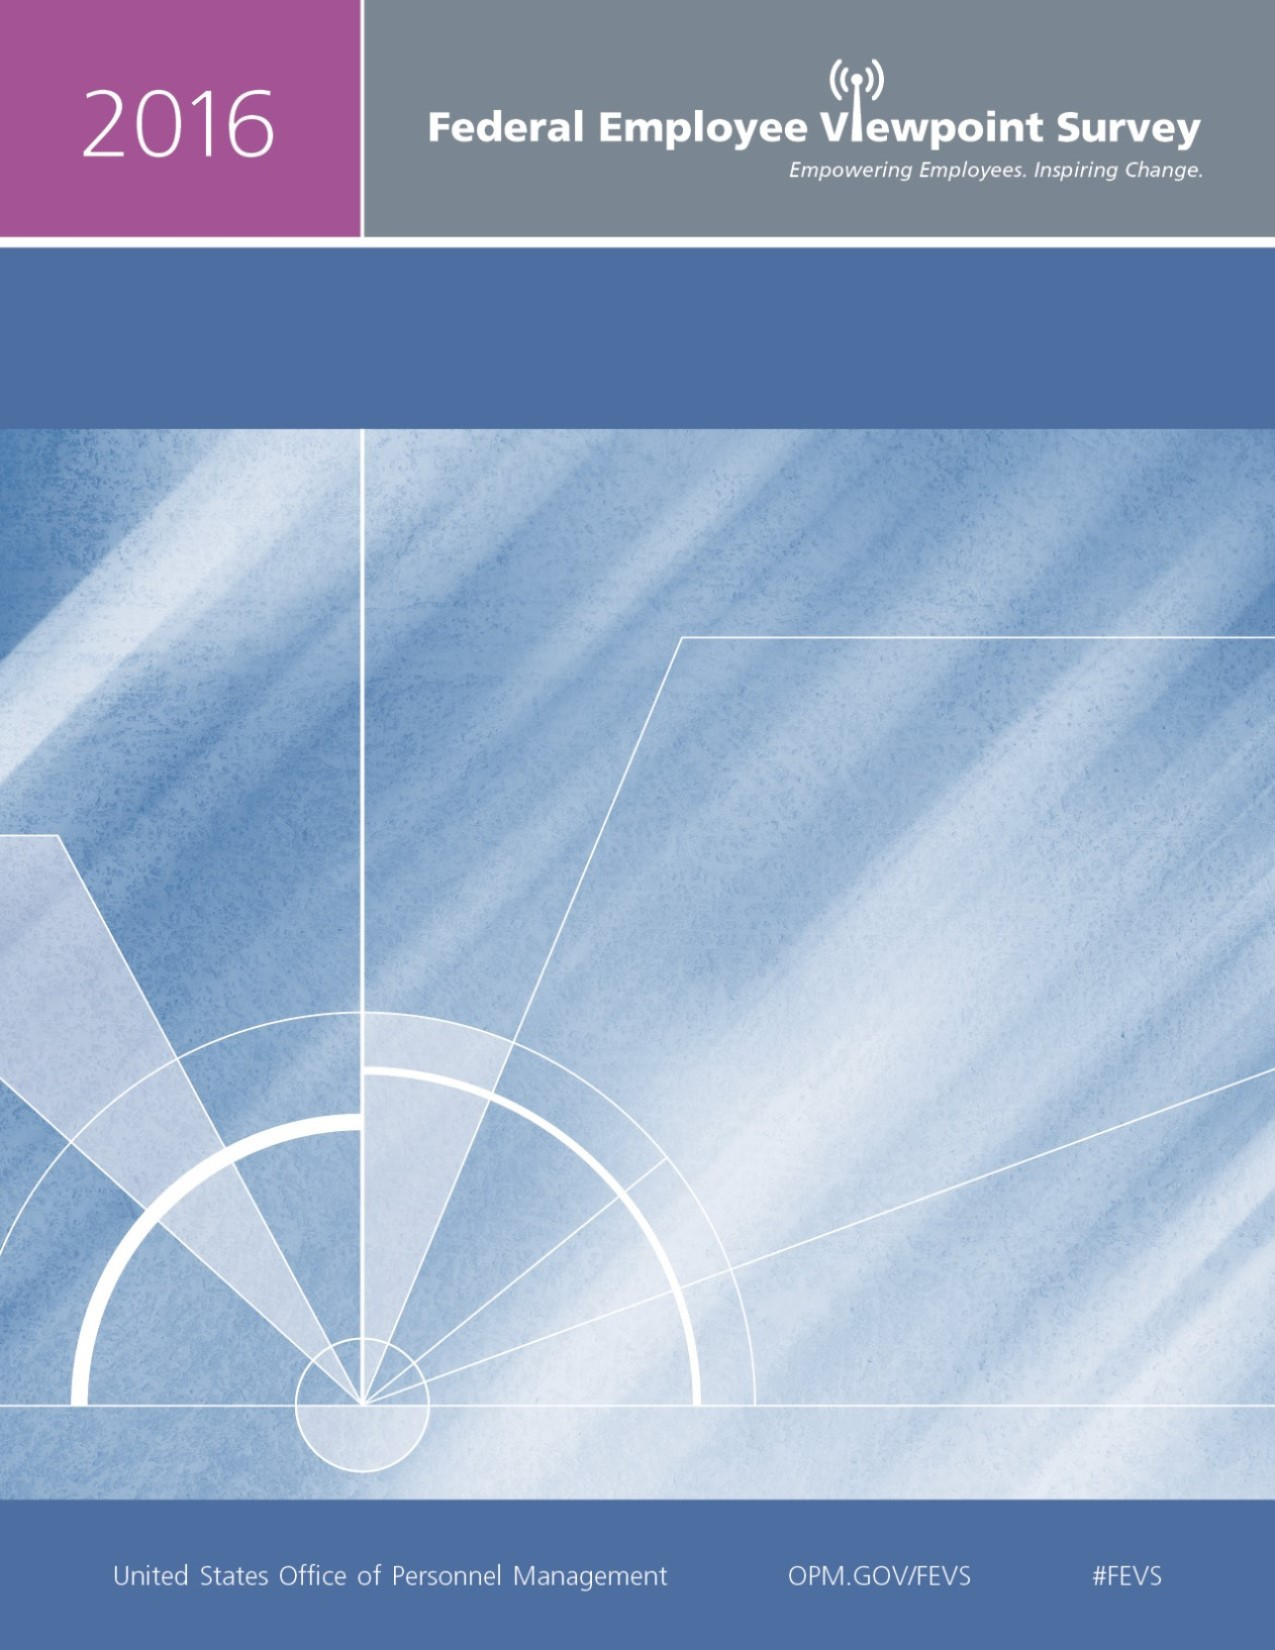 2016
Federal Employee Viewpoint Survey
Empowering Employees. Inspiring Change.
United States Office of Personnel Management OPM.GOV/FEVS #FEVS